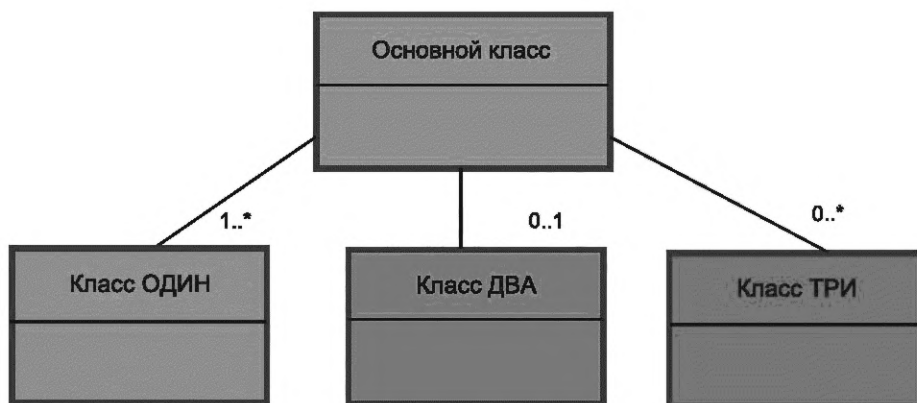 Основной класс
1..*
0..1
0..*
Класс ОДИН
Класс ДВА
Класс ТРИ